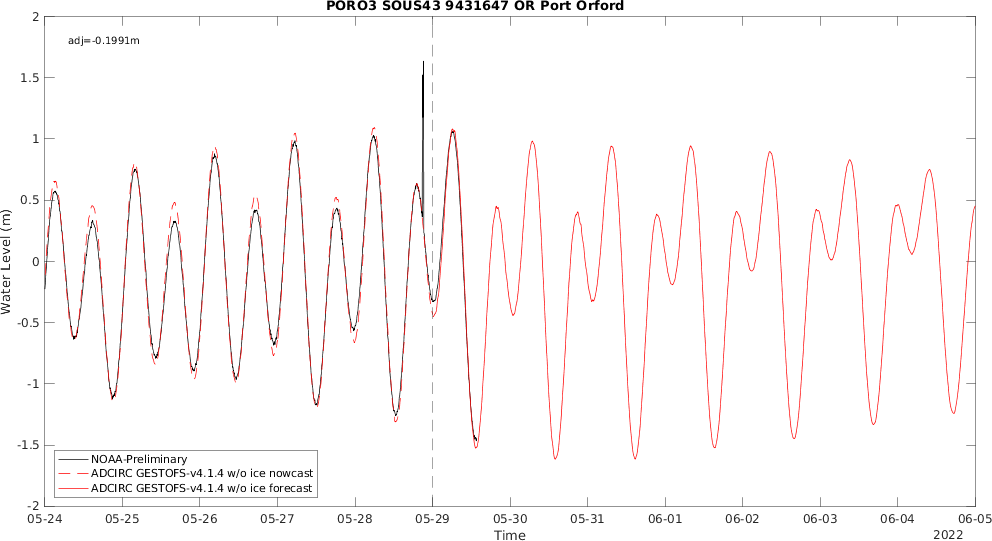 PORO3 SOUS43 9431647 OR Port Orford
adj=-0.1991m
Water Level (m)
2
1.5
1
0.5
0
-0.5
-1
-1.5
-2
NOAA-Preliminary
ADCIRC GESTOFS-v4.1.4 w/o ice nowcast
ADCIRC GESTOFS-v4.1.4 w/o ice forecast
05-24 05-25 05-26 05-27 05-28 05-29 05-30 05-31 06-01 06-02 06-03 06-04 06-05
Time
2022